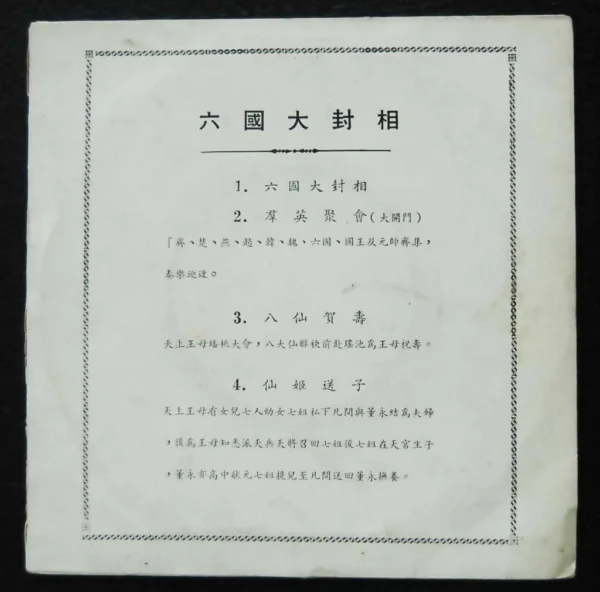 六國大封相
1. 六國大封相
2. 羣英聚會(大開門)
「齊、楚、燕、趙、韓、魏、六國、國王及元帥齊集，
奏樂迎迓。
3. 八仙賀壽
天上王母蟠桃大會，八大仙聯袂前赴瑤池為王母祝壽。
4. 仙姬送子
天上王母有女兒七人幼女七姐私下凡間與董永結為夫婦
，後為王母知悉派天兵天將召回七姐後七姐在天宮生子
，董永亦高中狀元七姐提兒至凡間送回董永撫養。